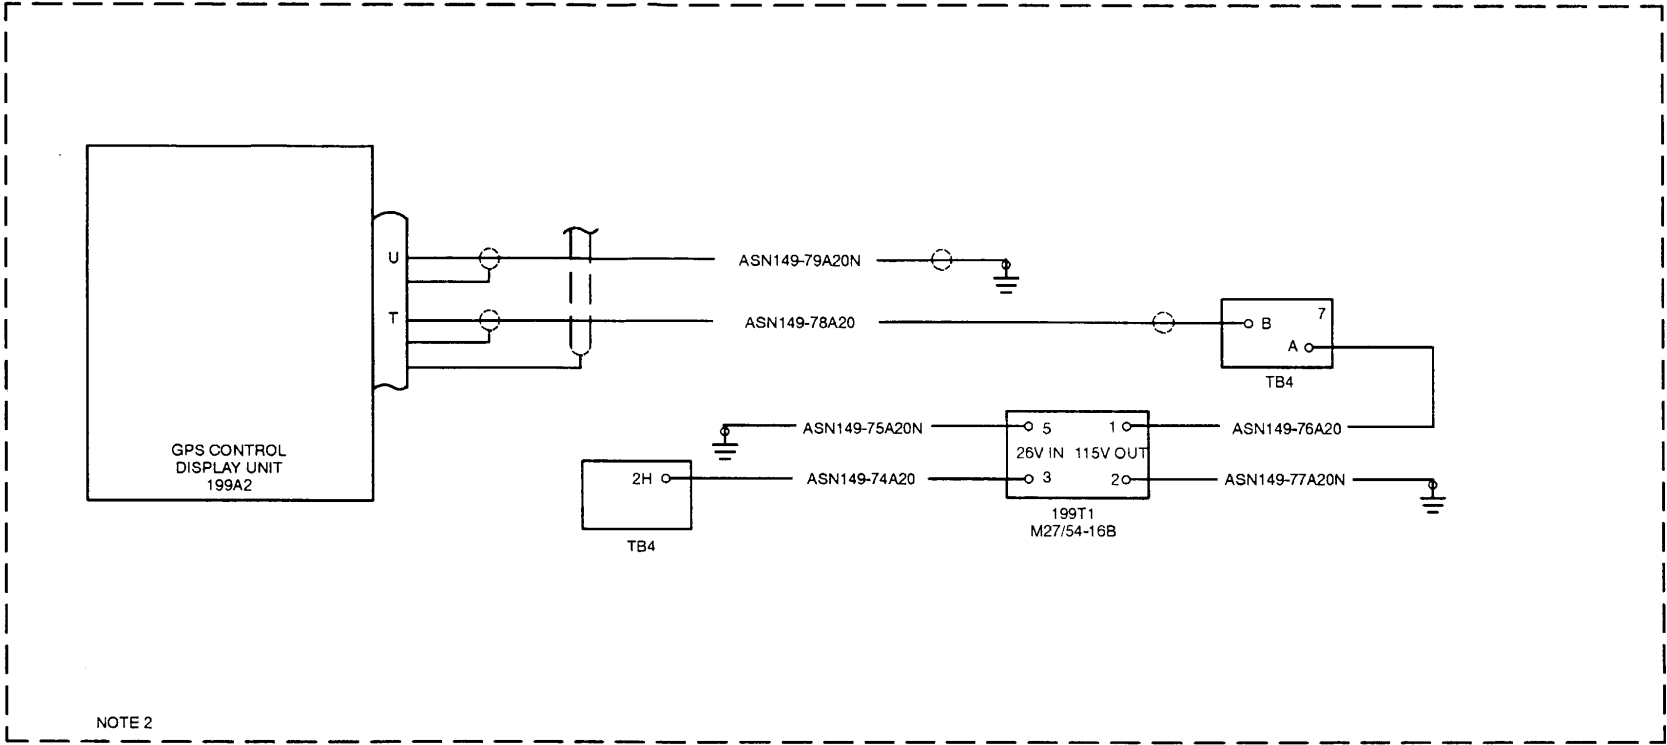 U
ASN149-79A20N
T
ASN149-78A20
B
7
A
TB4
GPS CONTROL
DISPLAY UNIT
199A2
ASN149-75A20N
5
1
ASN149-76A20
26V IN
115V OUT
2H
ASN149-74A20
3
2
ASN149-77A20N
TB4
199T1
M27/54-16B
NOTE 2